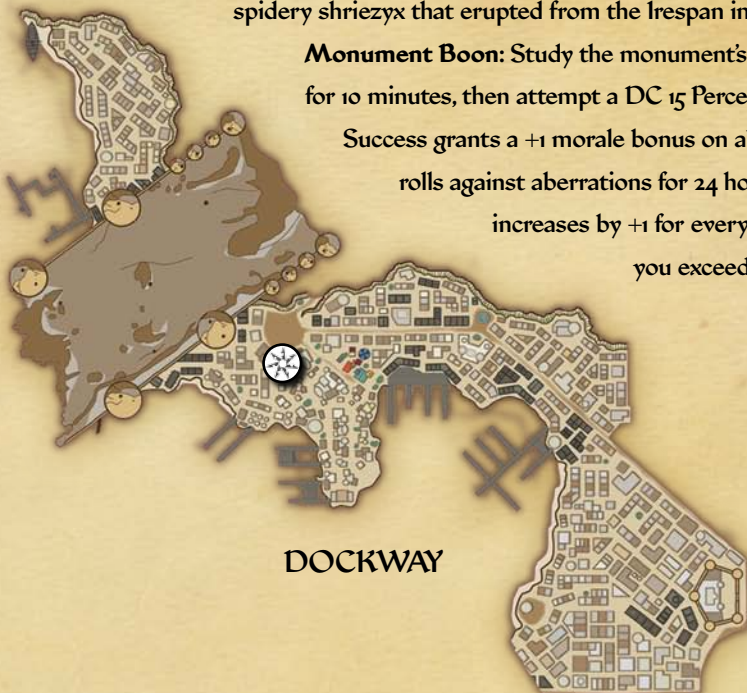 spidery shriezyx that erupted from the Irespan in
Monument Boon: Study the monument's
for 10 minutes, then attempt a DC 15 Perce
Success grants a +1 morale bonus on a
rolls against aberrations for 24 ho
increases by +1 for every
you exceed
DOCKWAY